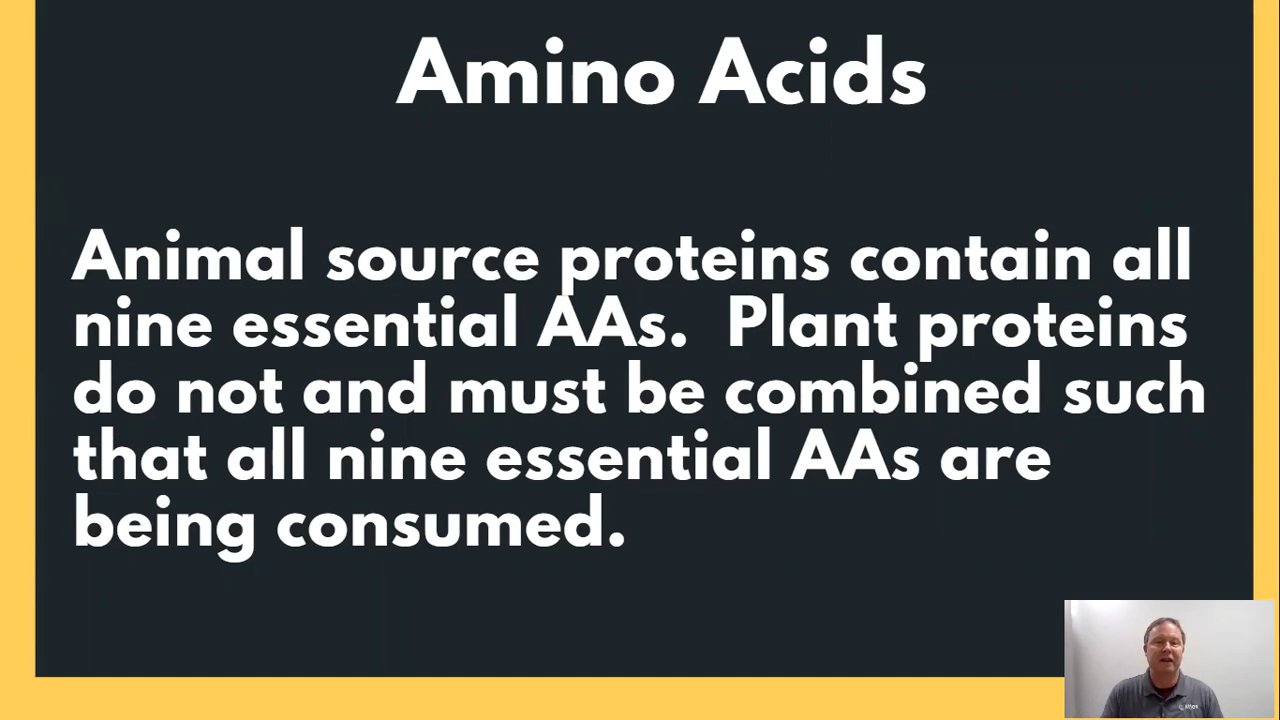 Amino Acids
Animal source proteins contain all
nine essential AAs.  Plant proteins
do not and must be combined such
that all nine essential AAs are
being consumed.